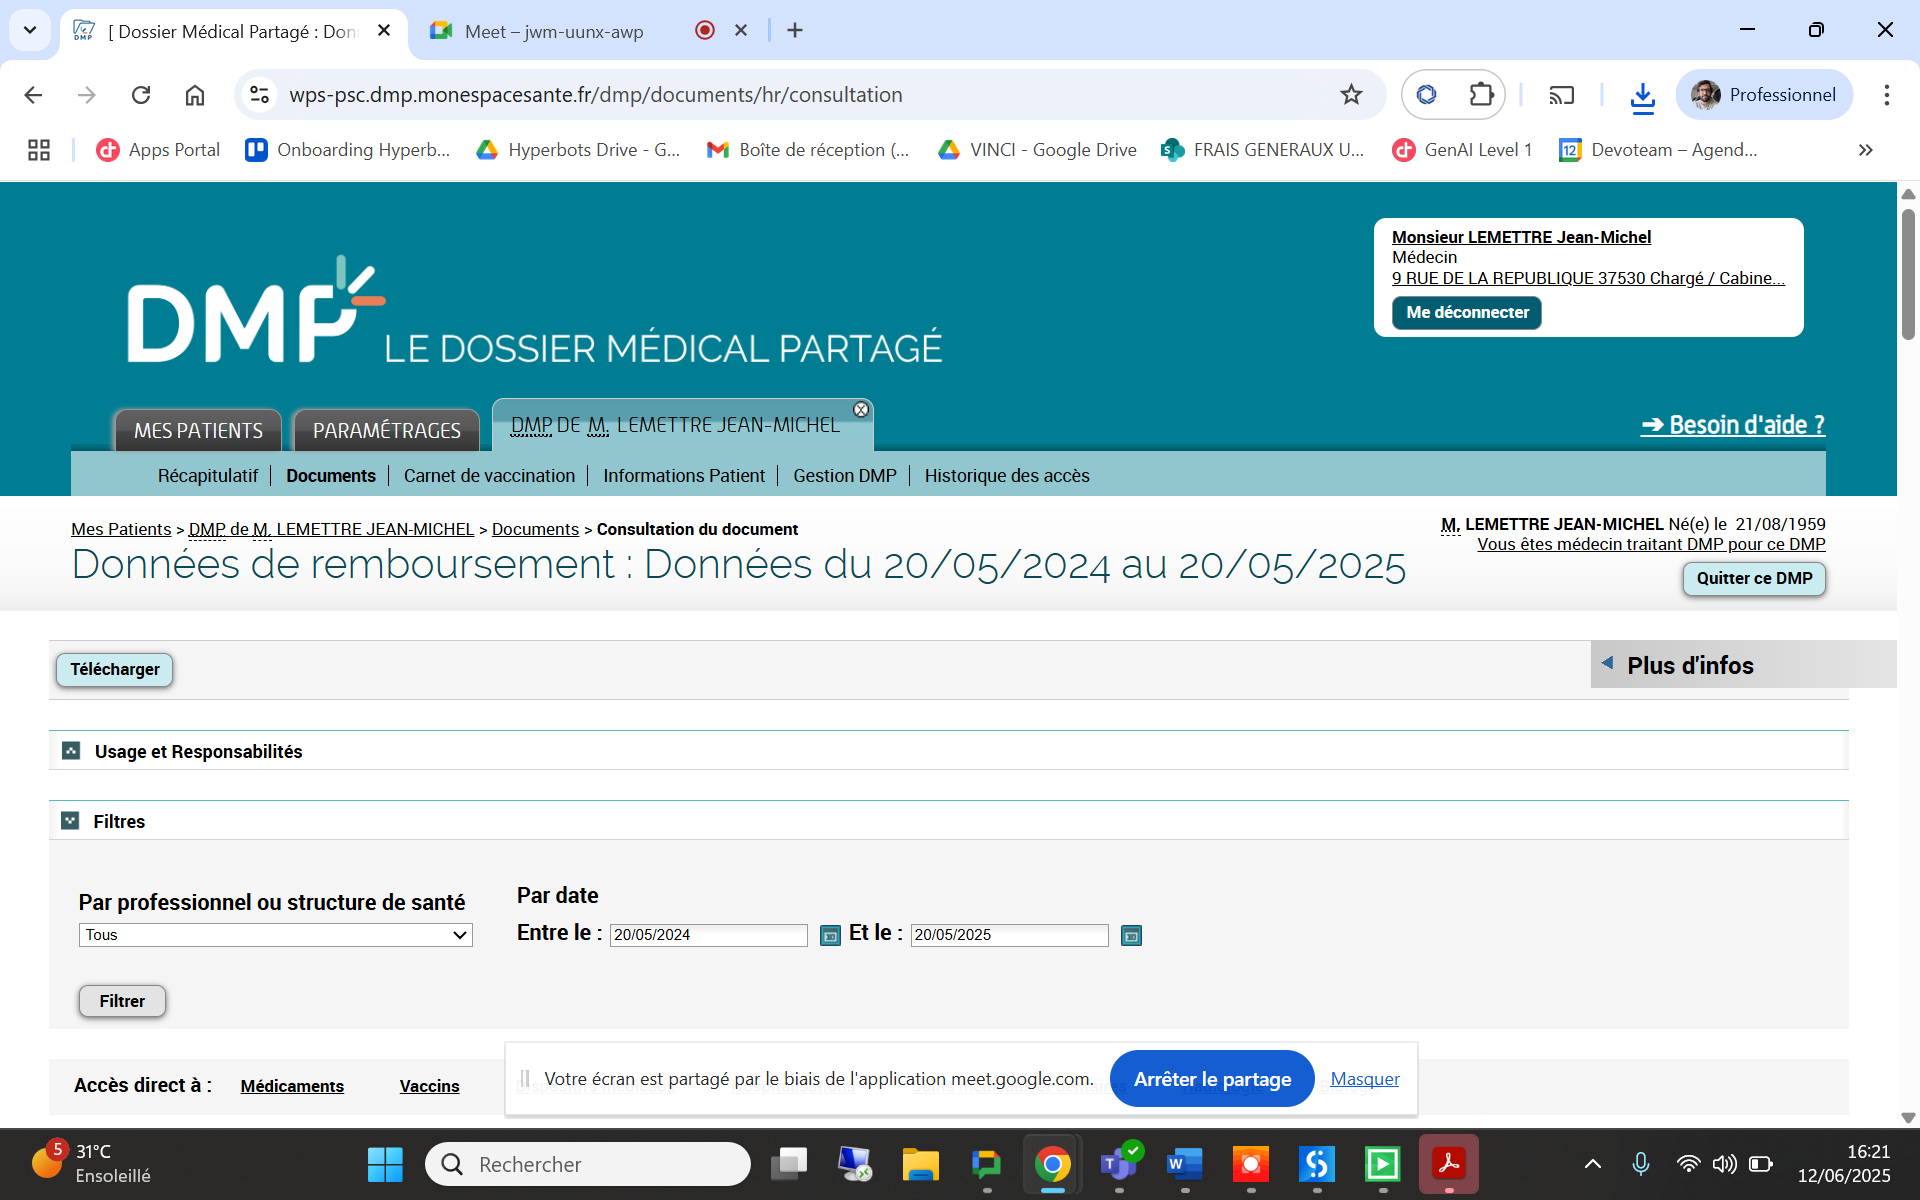 [ Dossier Médical Partagé : Don
Meet – jwm-uunx-awp
wps-psc.dmp.monespacesante.fr/dmp/documents/hr/consultation
Professionnel
Apps Portal
Onboarding Hyperb...
Hyperbots Drive - G...
Boîte de réception (...
VINCI - Google Drive
FRAIS GENERAUX U...
GenAI Level 1
Devoteam – Agend...
Monsieur LEMETTRE Jean-Michel
Médecin
9 RUE DE LA REPUBLIQUE 37530 Chargé / Cabine...
Me déconnecter
DMP LE DOSSIER MÉDICAL PARTAGÉ
MES PATIENTS
PARAMÉTRAGES
DMP DE M. LEMETTRE JEAN-MICHEL
➔ Besoin d'aide ?
Récapitulatif
Documents
Carnet de vaccination
Informations Patient
Gestion DMP
Historique des accès
Mes Patients > DMP de M. LEMETTRE JEAN-MICHEL > Documents > Consultation du document
M. LEMETTRE JEAN-MICHEL Né(e) le 21/08/1959
Vous êtes médecin traitant DMP pour ce DMP
Données de remboursement : Données du 20/05/2024 au 20/05/2025
Quitter ce DMP
Télécharger
Plus d'infos
Usage et Responsabilités
Filtres
Par professionnel ou structure de santé
Tous
Par date
Entre le : 20/05/2024 Et le : 20/05/2025
Filtrer
Accès direct à : Médicaments Vaccins
Votre écran est partagé par le biais de l'application meet.google.com.
Arrêter le partage
Masquer
5
31°C
Ensoleillé
Rechercher
16:21
12/06/2025